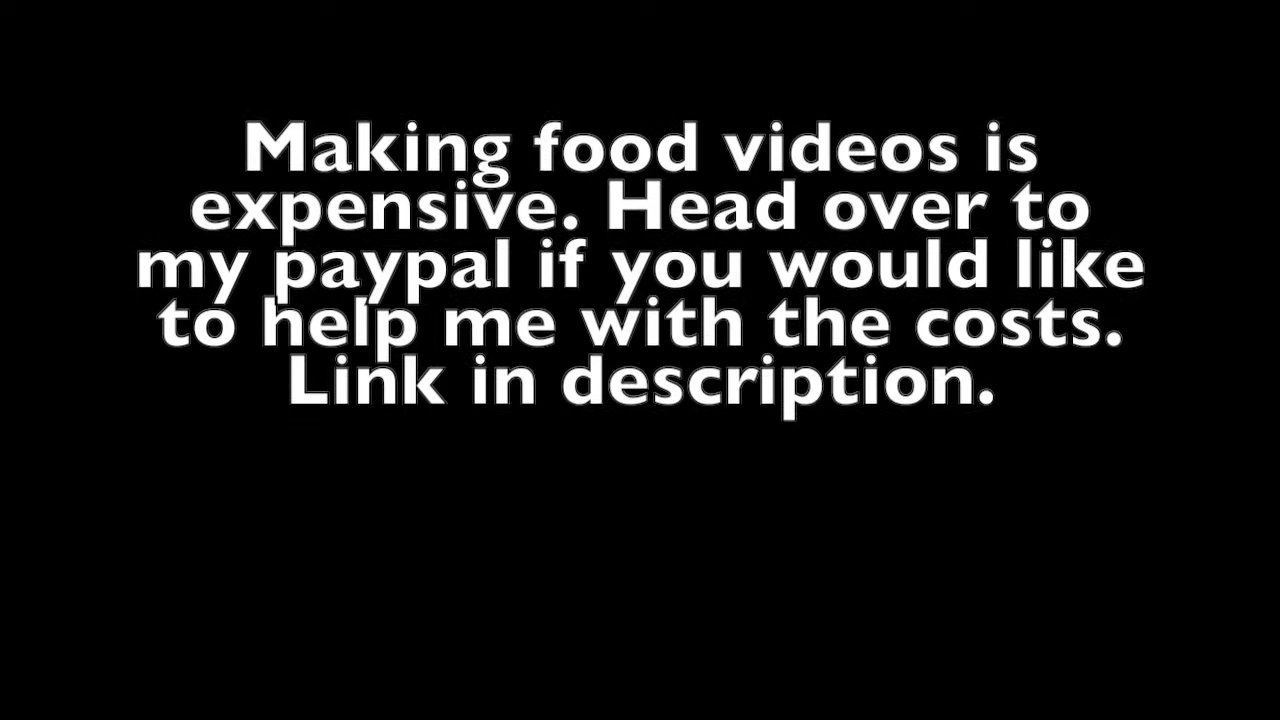 Making food videos is
expensive. Head over to
my paypal if you would like
to help me with the costs.
Link in description.